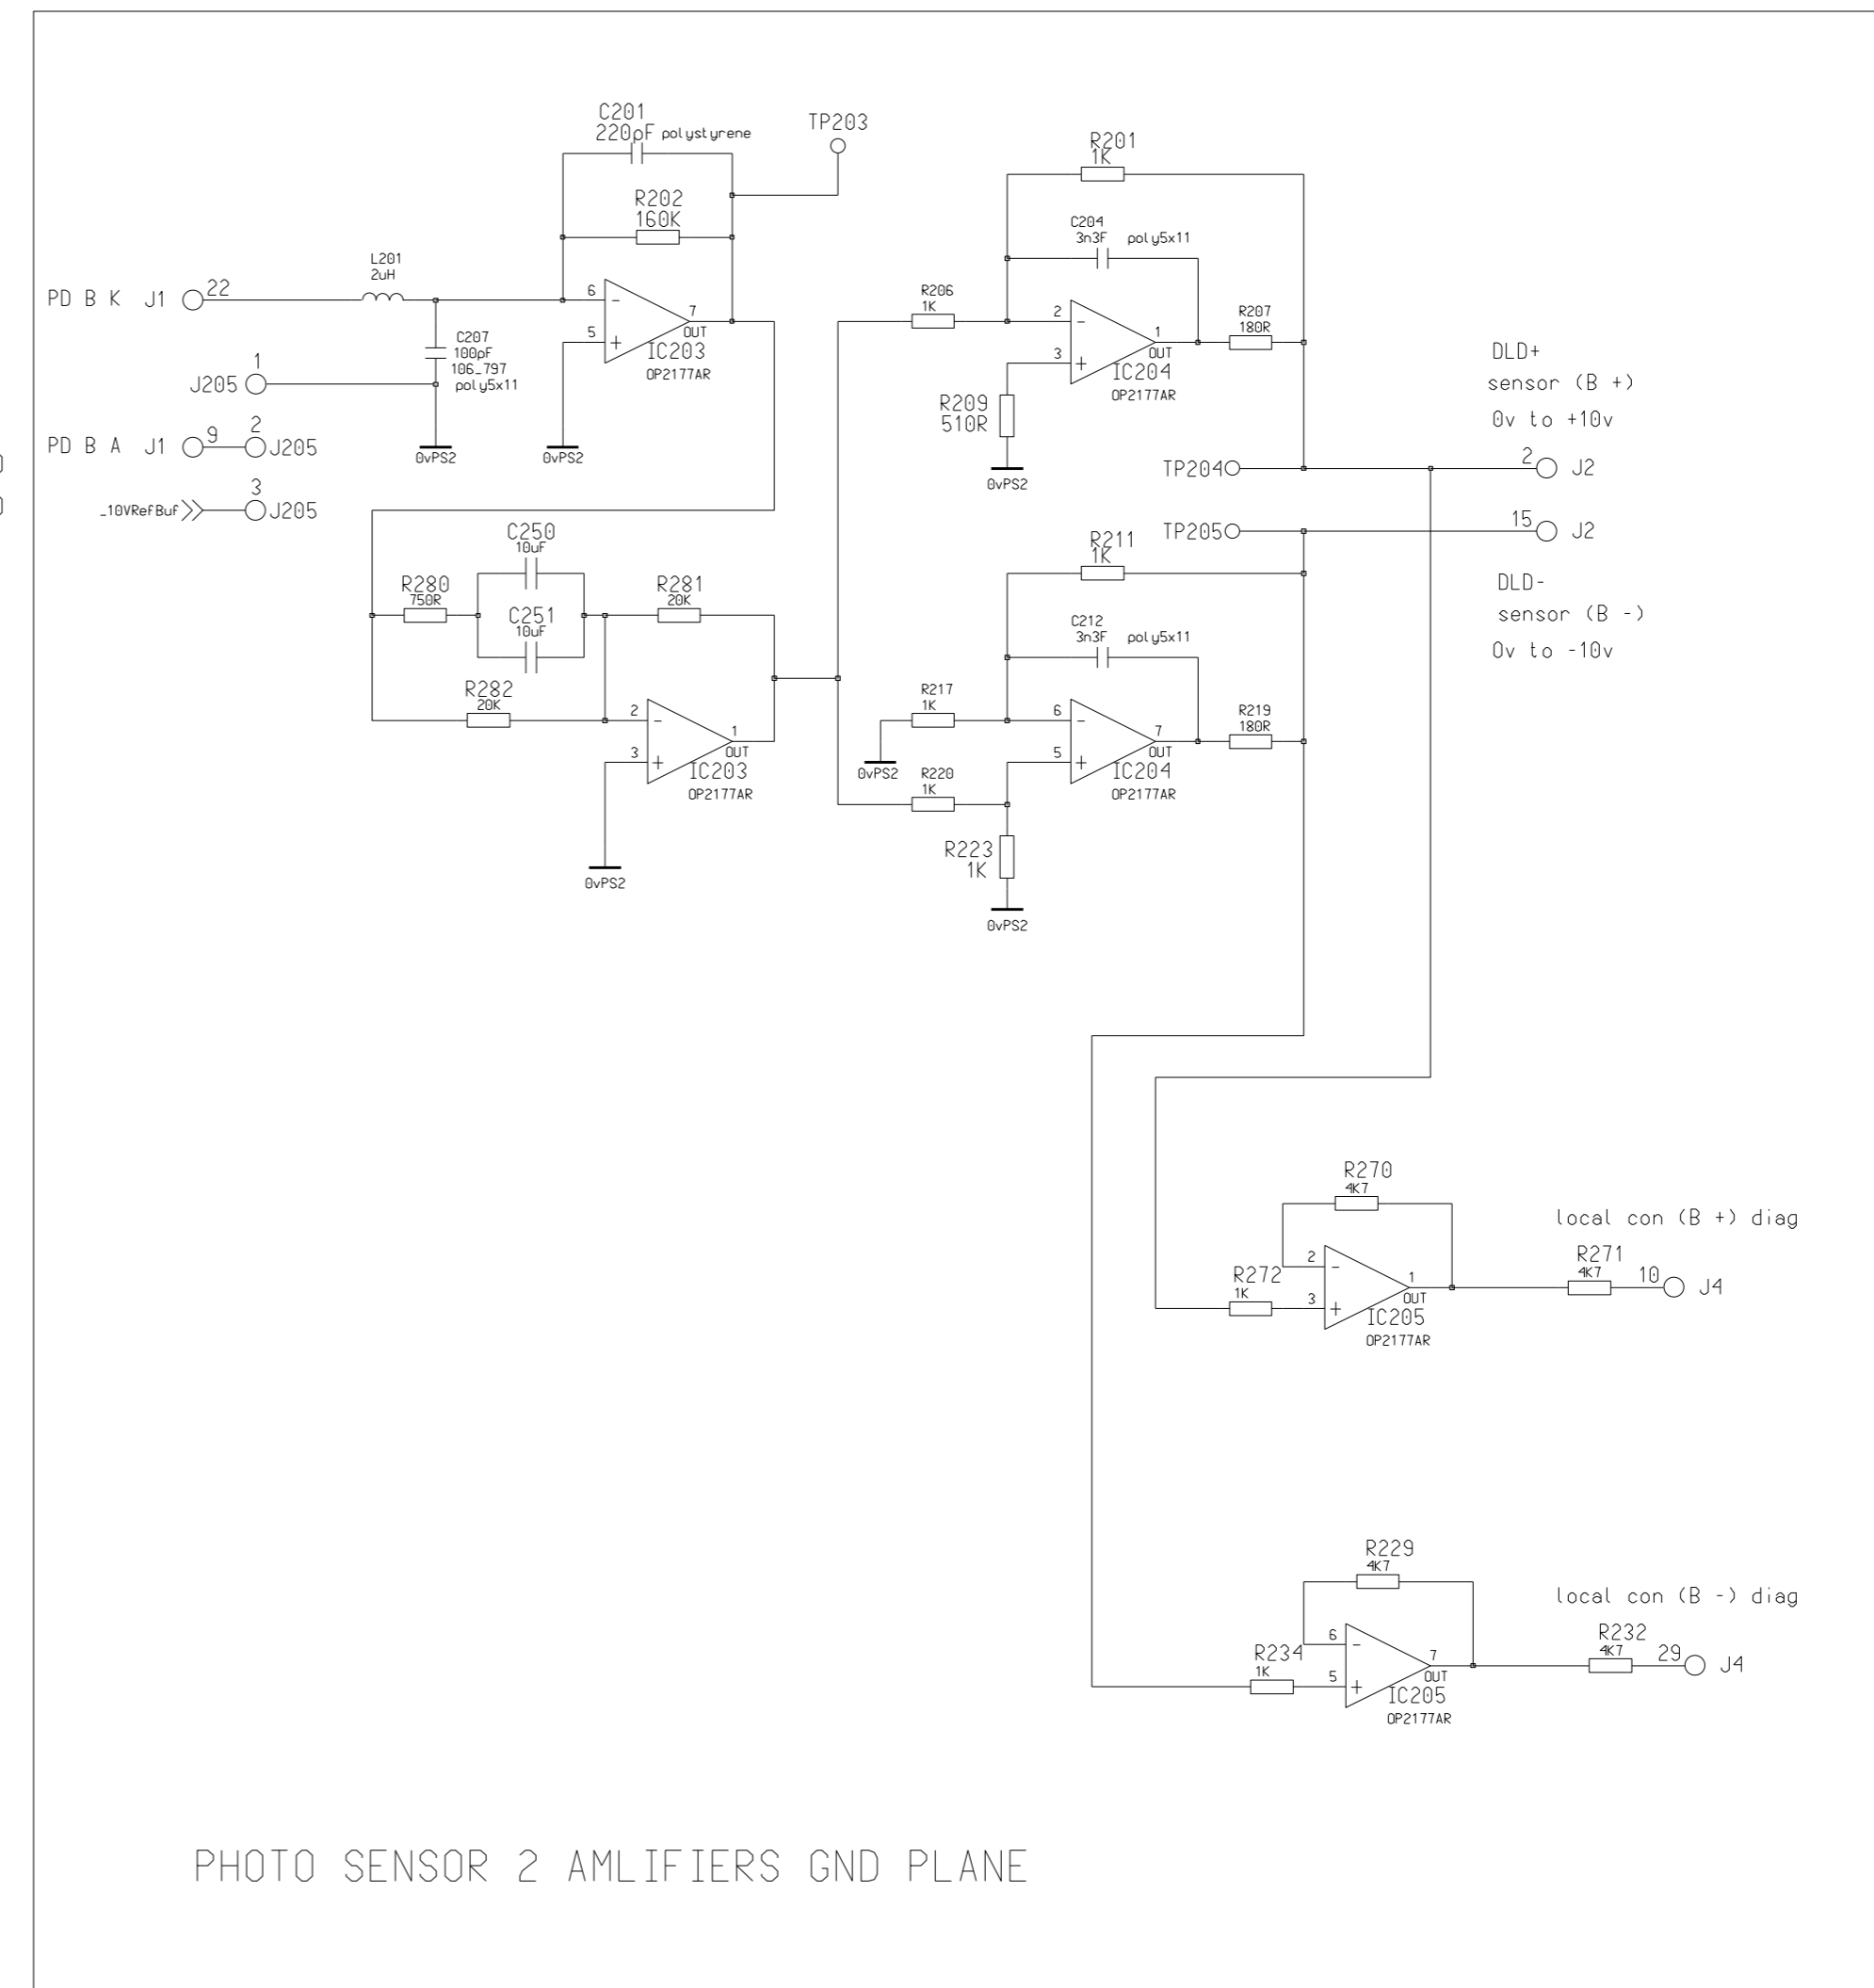 C201
220pF polystyrene
TP203
R202
160K
L201
2uH
PD B K J1 22
6
5
7
OUT
IC203
OP2177AR
C207
100pF
106_797
poly5x11
1
J205
PD B A J1 9
2
J205
0vPS2
0vPS2
_10VRefBuf
3
J205
R201
1K
C204
3n3F poly5x11
R206
1K
2
3
1
OUT
IC204
OP2177AR
R207
180R
R209
510R
0vPS2
DLD+
sensor (B +)
0v to +10v
TP204
2 J2
TP205
15 J2
DLD-
sensor (B -)
0v to -10v
C250
10uF
R280
750R
C251
10uF
R281
20K
R282
20K
2
3
1
OUT
IC203
OP2177AR
0vPS2
R211
1K
C212
3n3F poly5x11
R217
1K
0vPS2
6
5
7
OUT
IC204
OP2177AR
R219
180R
R220
1K
R223
1K
0vPS2
R270
4K7
local con (B +) diag
R272
1K
2
3
1
OUT
IC205
OP2177AR
R271
4K7
10 J4
R229
4K7
local con (B -) diag
R234
1K
6
5
7
OUT
IC205
OP2177AR
R232
4K7
29 J4
PHOTO SENSOR 2 AMLIFIERS GND PLANE